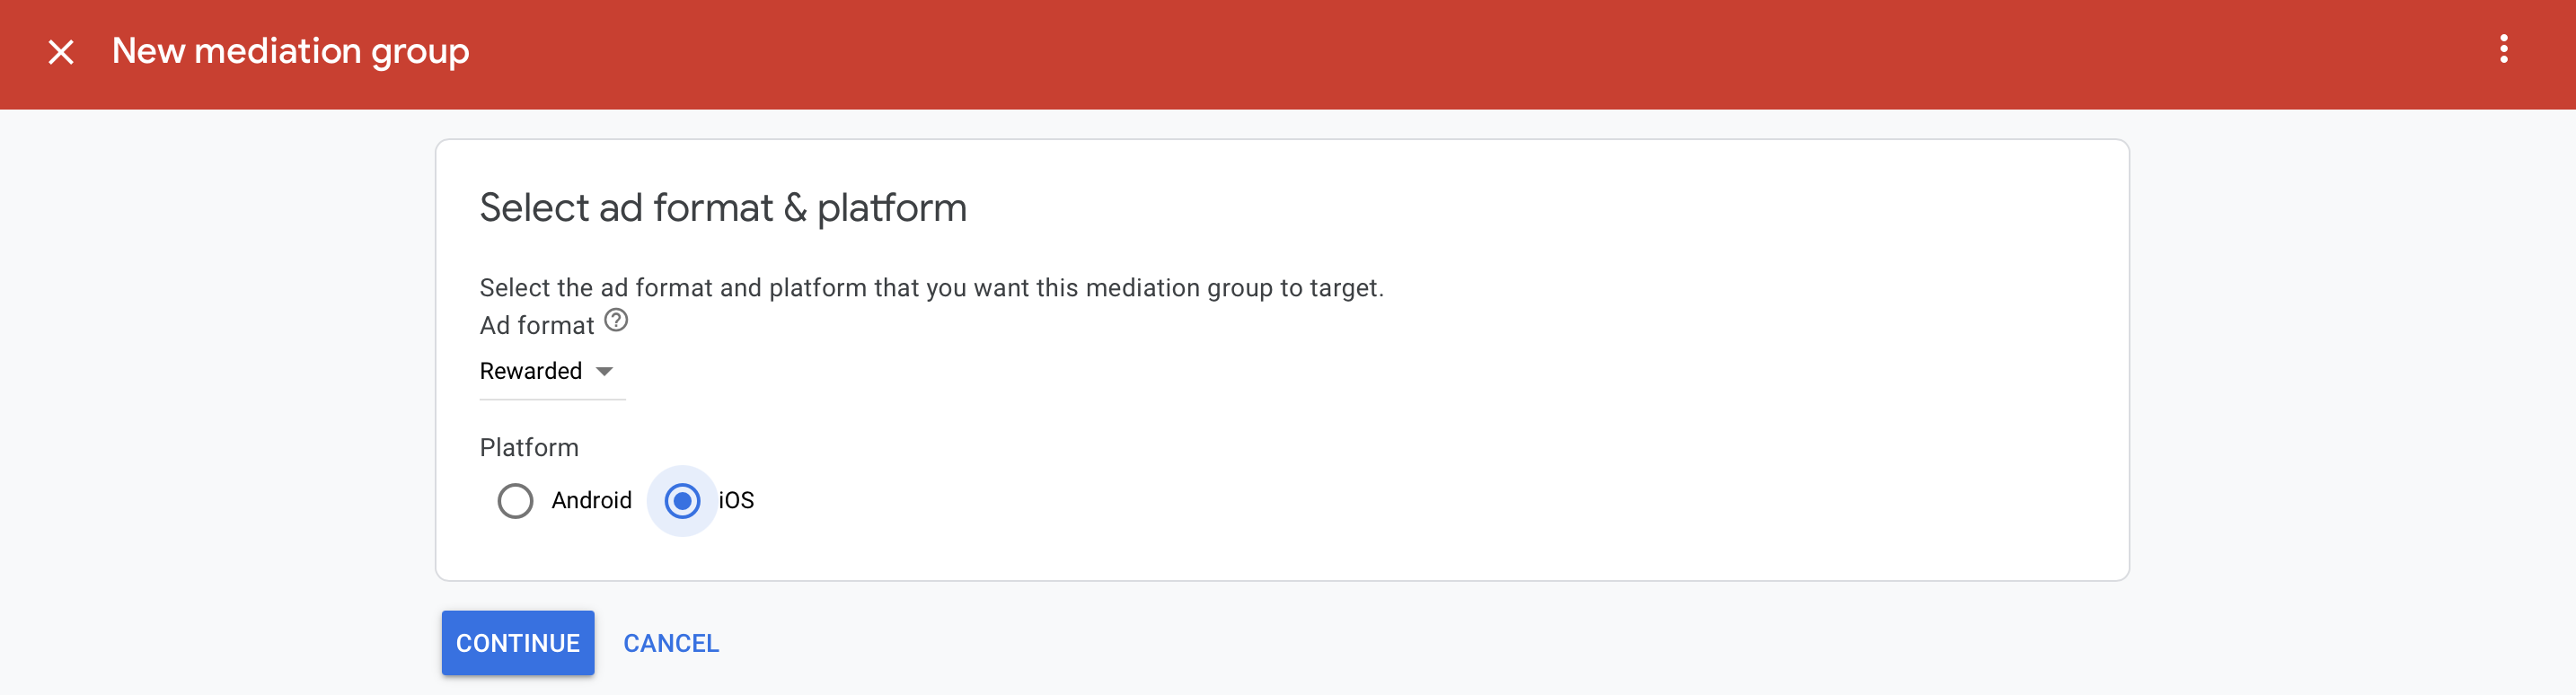 New mediation group
Select ad format & platform
Select the ad format and platform that you want this mediation group to target.
Ad format
Rewarded
Platform
Android iOS
CONTINUE CANCEL